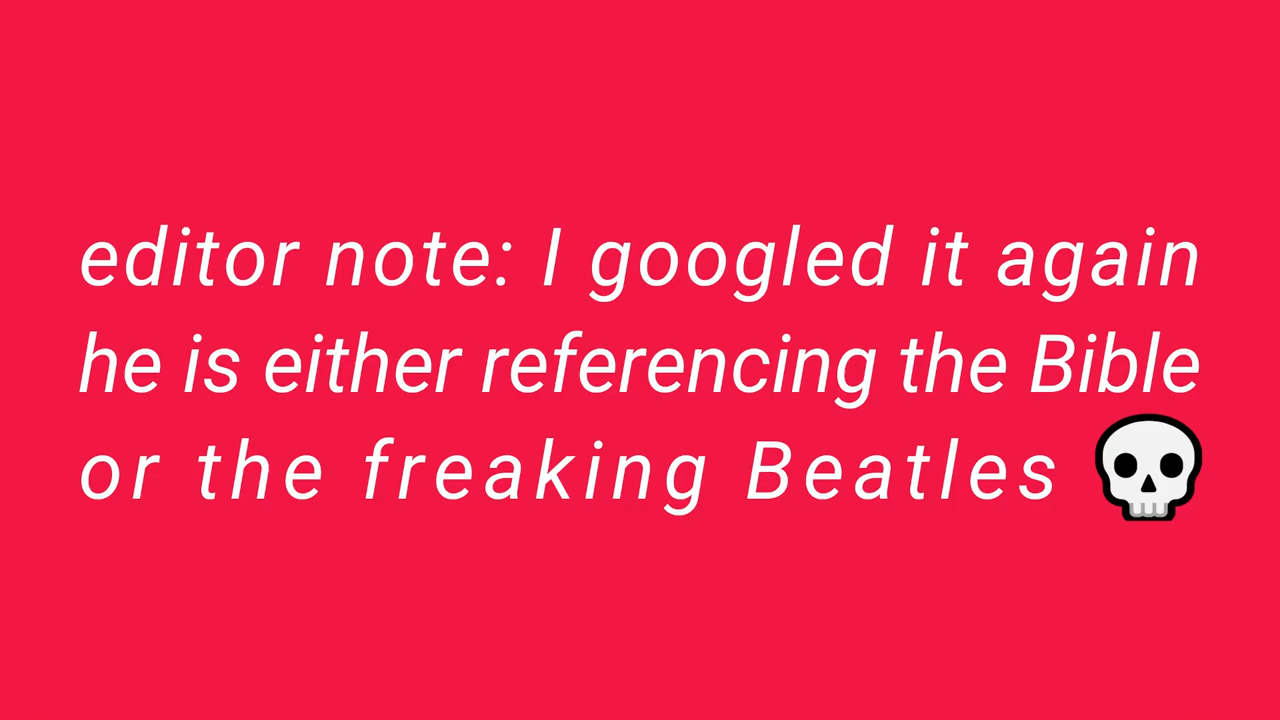 editor note: I googled it again
he is either referencing the Bible
or the freaking Beatles 💀